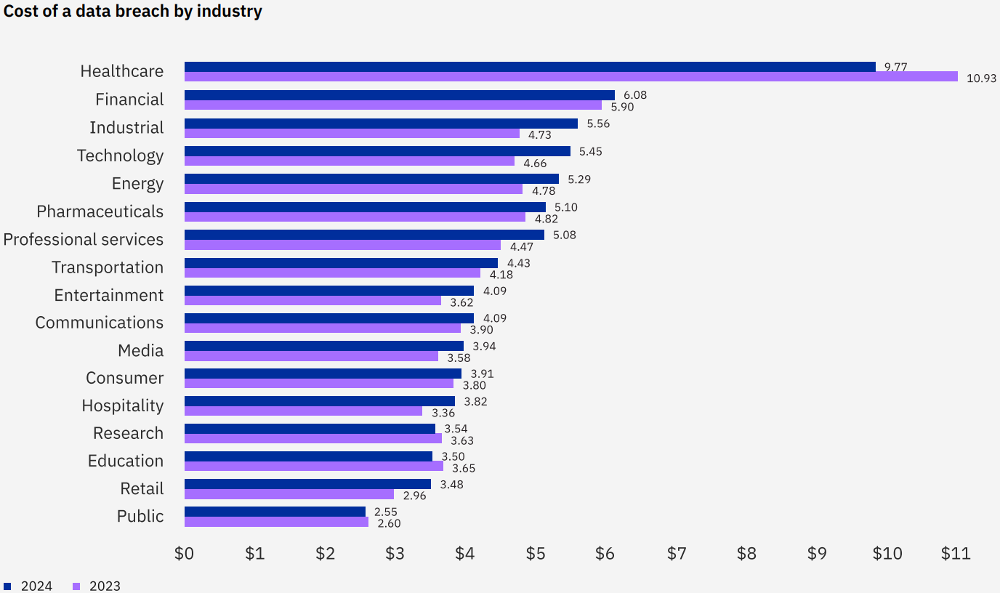 Cost of a data breach by industry
Healthcare 9.77
10.93
Financial 6.08
5.90
Industrial 5.56
4.73
Technology 5.45
4.66
Energy 5.29
4.78
Pharmaceuticals 5.10
4.82
Professional services 5.08
4.47
Transportation 4.43
4.18
Entertainment 4.09
3.62
Communications 4.09
3.90
Media 3.94
3.58
Consumer 3.91
3.80
Hospitality 3.82
3.36
Research 3.54
3.63
Education 3.50
3.65
Retail 3.48
2.96
Public 2.55
2.60
$0 $1 $2 $3 $4 $5 $6 $7 $8 $9 $10 $11
2024 2023